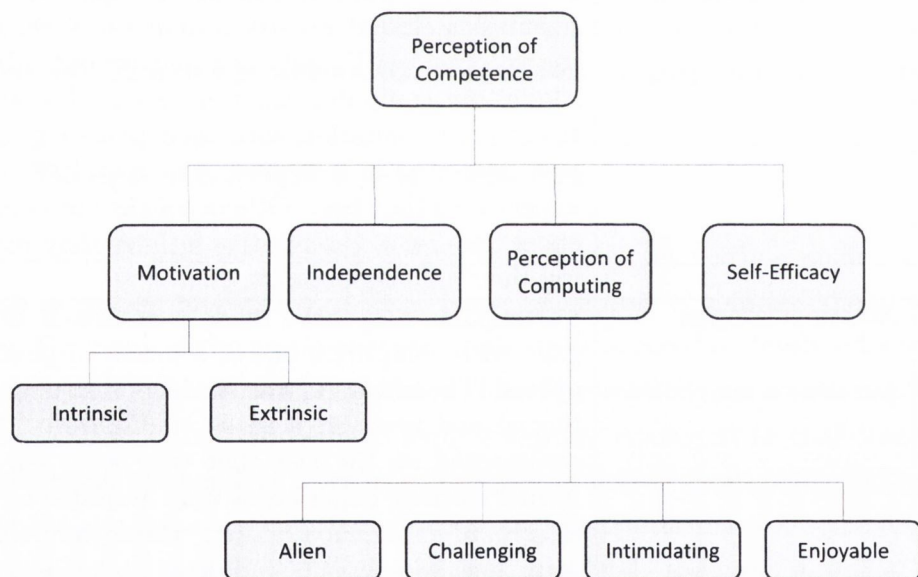 Perception of
Competence
Motivation
Independence
Perception of
Computing
Self-Efficacy
Intrinsic
Extrinsic
Alien
Challenging
Intimidating
Enjoyable